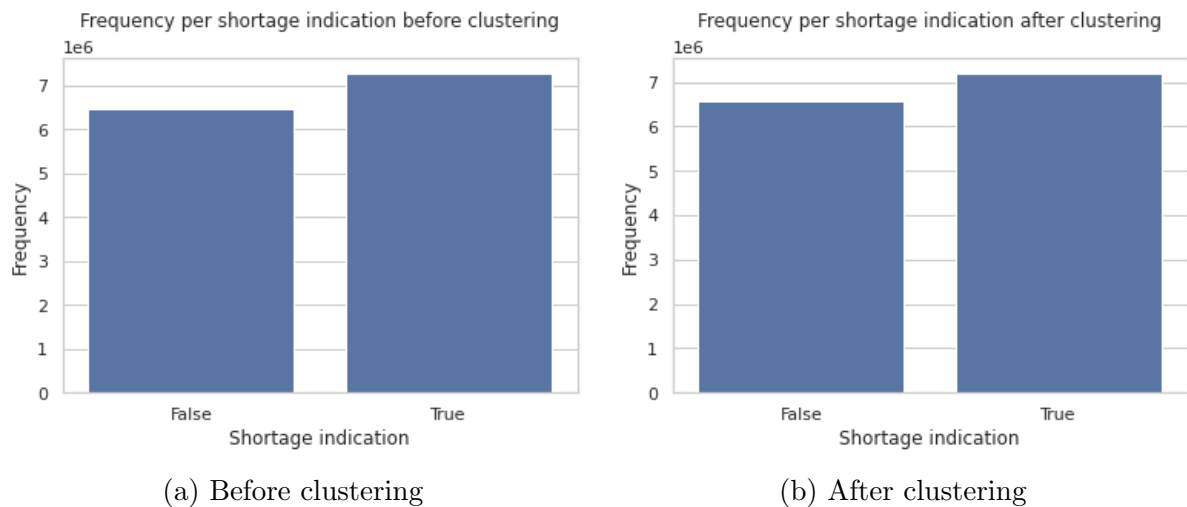 Frequency per shortage indication before clustering
1e6
7
6
5
4
3
2
1
0
Frequency
False
True
Shortage indication
(a) Before clustering
Frequency per shortage indication after clustering
1e6
7
6
5
4
3
2
1
0
Frequency
False
True
Shortage indication
(b) After clustering